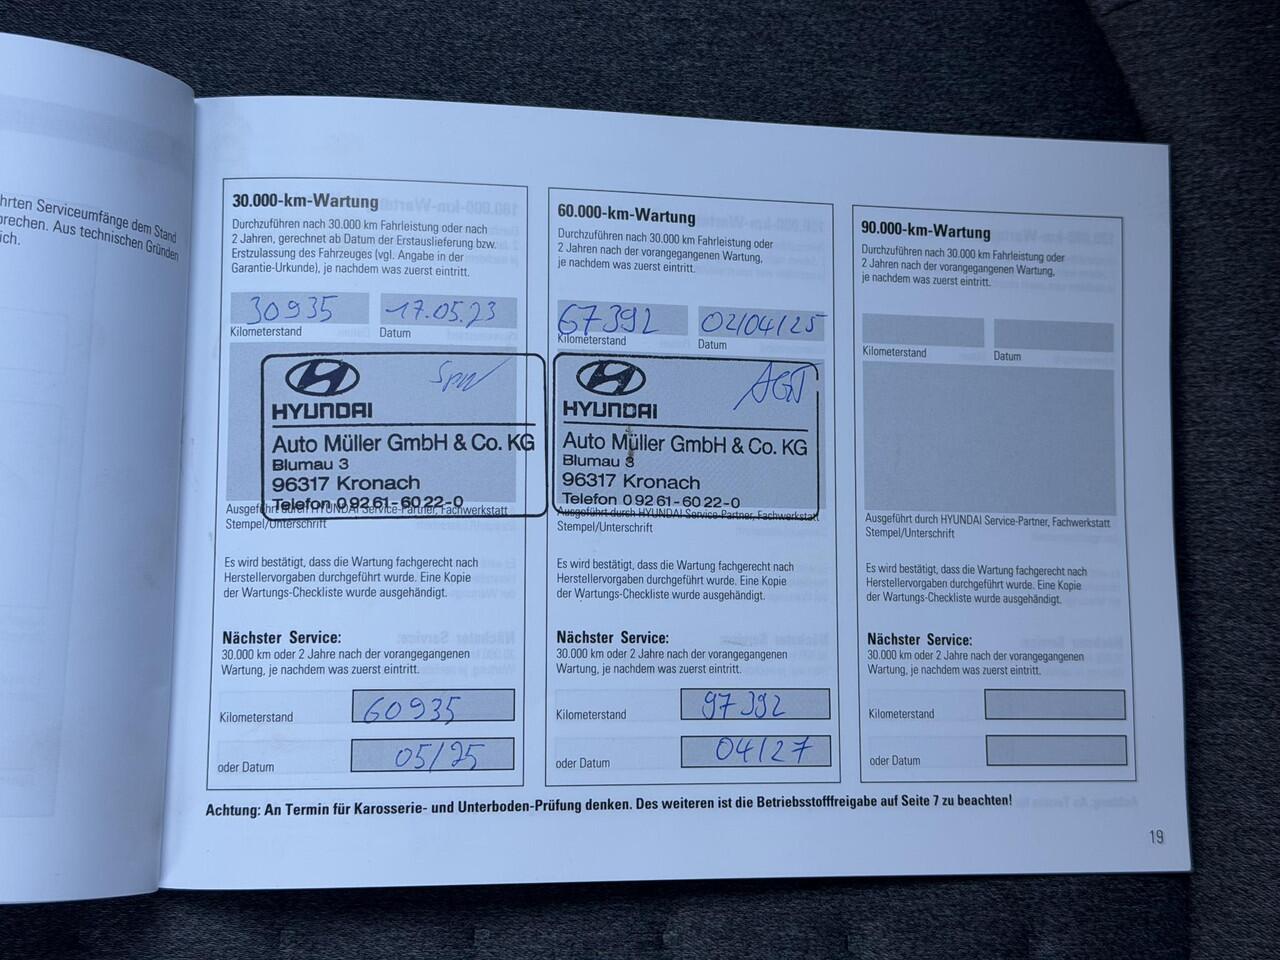 hrten Serviceumfänge dem Stand
prechen. Aus technischen Gründen
ich.
30.000-km-Wartung
Durchzuführen nach 30.000 km Fahrleistung oder nach
2 Jahren, gerechnet ab Datum der Erstauslieferung bzw.
Erstzulassung des Fahrzeuges (vgl. Angabe in der
Garantie-Urkunde), je nachdem was zuerst eintritt.
30935 17.05.23
Kilometerstand Datum
HYUNDAI
Auto Müller GmbH & Co. KG
Blumau 3
96317 Kronach
Telefon 09261-6022-0
Ausgeführt durch HYUNDAI Service-Partner, Fachwerkstatt
Stempel/Unterschrift
Es wird bestätigt, dass die Wartung fachgerecht nach
Herstellervorgaben durchgeführt wurde. Eine Kopie
der Wartungs-Checkliste wurde ausgehändigt.
Nächster Service:
30.000 km oder 2 Jahre nach der vorangegangenen
Wartung, je nachdem was zuerst eintritt.
Kilometerstand 60935
oder Datum 05/25
60.000-km-Wartung
Durchzuführen nach 30.000 km Fahrleistung oder
2 Jahren nach der vorangegangenen Wartung,
je nachdem was zuerst eintritt.
67392 02/04/25
Kilometerstand Datum
HYUNDAI
Auto Müller GmbH & Co. KG
Blumau 3
96317 Kronach
Telefon 09261-6022-0
Ausgeführt durch HYUNDAI Service-Partner, Fachwerkstatt
Stempel/Unterschrift
Es wird bestätigt, dass die Wartung fachgerecht nach
Herstellervorgaben durchgeführt wurde. Eine Kopie
der Wartungs-Checkliste wurde ausgehändigt.
Nächster Service:
30.000 km oder 2 Jahre nach der vorangegangenen
Wartung, je nachdem was zuerst eintritt.
Kilometerstand 97392
oder Datum 04/27
90.000-km-Wartung
Durchzuführen nach 30.000 km Fahrleistung oder
2 Jahren nach der vorangegangenen Wartung,
je nachdem was zuerst eintritt.
Kilometerstand Datum
Ausgeführt durch HYUNDAI Service-Partner, Fachwerkstatt
Stempel/Unterschrift
Es wird bestätigt, dass die Wartung fachgerecht nach
Herstellervorgaben durchgeführt wurde. Eine Kopie
der Wartungs-Checkliste wurde ausgehändigt.
Nächster Service:
30.000 km oder 2 Jahre nach der vorangegangenen
Wartung, je nachdem was zuerst eintritt.
Kilometerstand
oder Datum
Achtung: An Termin für Karosserie- und Unterboden-Prüfung denken. Des weiteren ist die Betriebsstofffreigabe auf Seite 7 zu beachten!
19